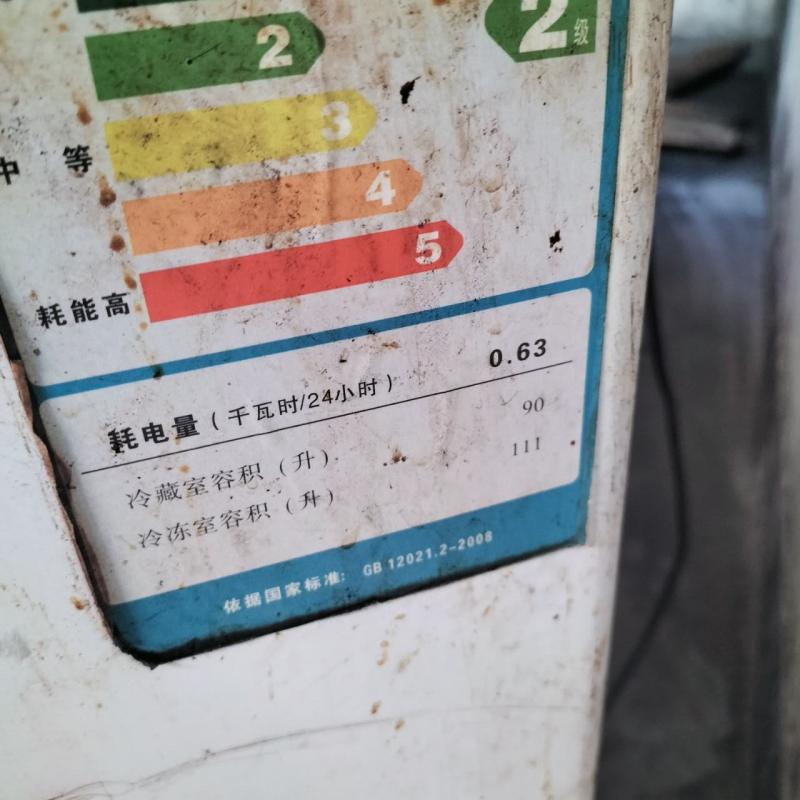 2
2级
3
中 等
4
5
耗能高
耗电量（千瓦时/24小时） 0.63
冷藏室容积（升） 90
冷冻室容积（升） 111
依据国家标准： GB 12021.2-2008